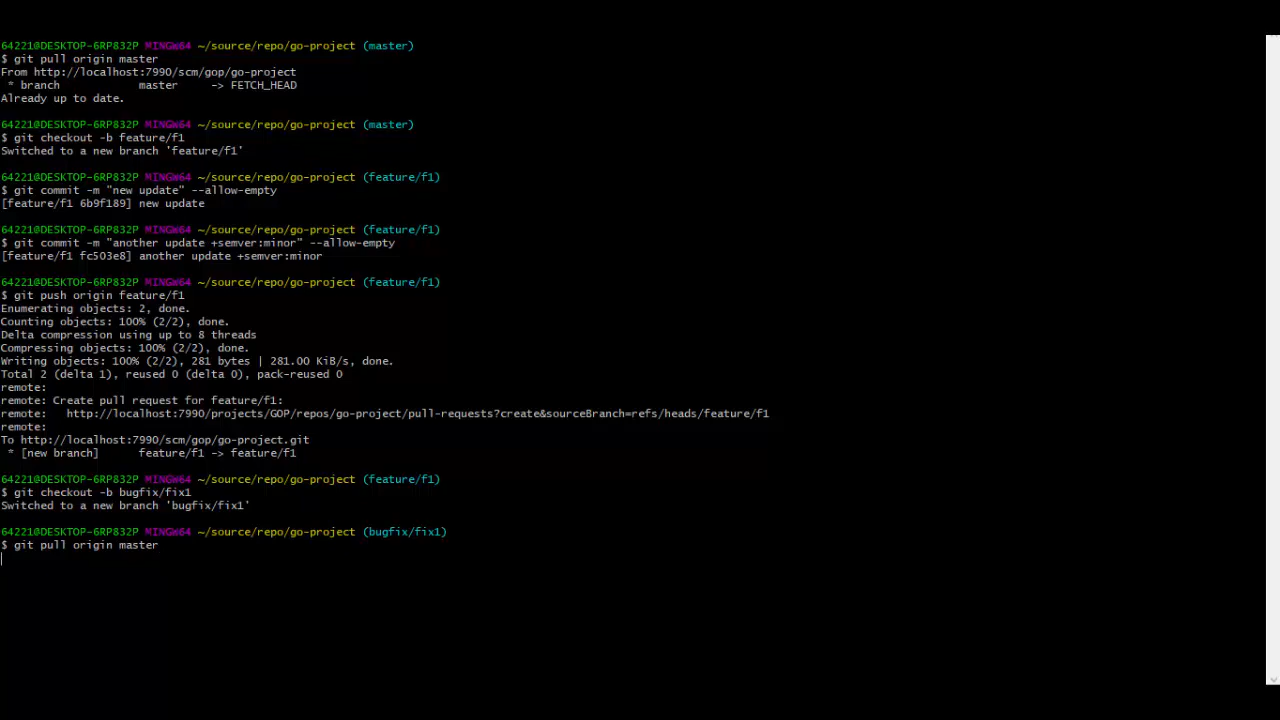 64221@DESKTOP-6RP832P MINGW64 ~/source/repo/go-project (master)
$ git pull origin master
From http://localhost:7990/scm/gop/go-project
 * branch            master     -> FETCH_HEAD
Already up to date.

64221@DESKTOP-6RP832P MINGW64 ~/source/repo/go-project (master)
$ git checkout -b feature/f1
Switched to a new branch 'feature/f1'

64221@DESKTOP-6RP832P MINGW64 ~/source/repo/go-project (feature/f1)
$ git commit -m "new update" --allow-empty
[feature/f1 6b9f189] new update

64221@DESKTOP-6RP832P MINGW64 ~/source/repo/go-project (feature/f1)
$ git commit -m "another update +semver:minor" --allow-empty
[feature/f1 fc503e8] another update +semver:minor

64221@DESKTOP-6RP832P MINGW64 ~/source/repo/go-project (feature/f1)
$ git push origin feature/f1
Enumerating objects: 2, done.
Counting objects: 100% (2/2), done.
Delta compression using up to 8 threads
Compressing objects: 100% (2/2), done.
Writing objects: 100% (2/2), 281 bytes | 281.00 KiB/s, done.
Total 2 (delta 1), reused 0 (delta 0), pack-reused 0
remote:
remote: Create pull request for feature/f1:
remote:   http://localhost:7990/projects/GOP/repos/go-project/pull-requests?create&sourceBranch=refs/heads/feature/f1
remote:
To http://localhost:7990/scm/gop/go-project.git
 * [new branch]      feature/f1 -> feature/f1

64221@DESKTOP-6RP832P MINGW64 ~/source/repo/go-project (feature/f1)
$ git checkout -b bugfix/fix1
Switched to a new branch 'bugfix/fix1'

64221@DESKTOP-6RP832P MINGW64 ~/source/repo/go-project (bugfix/fix1)
$ git pull origin master